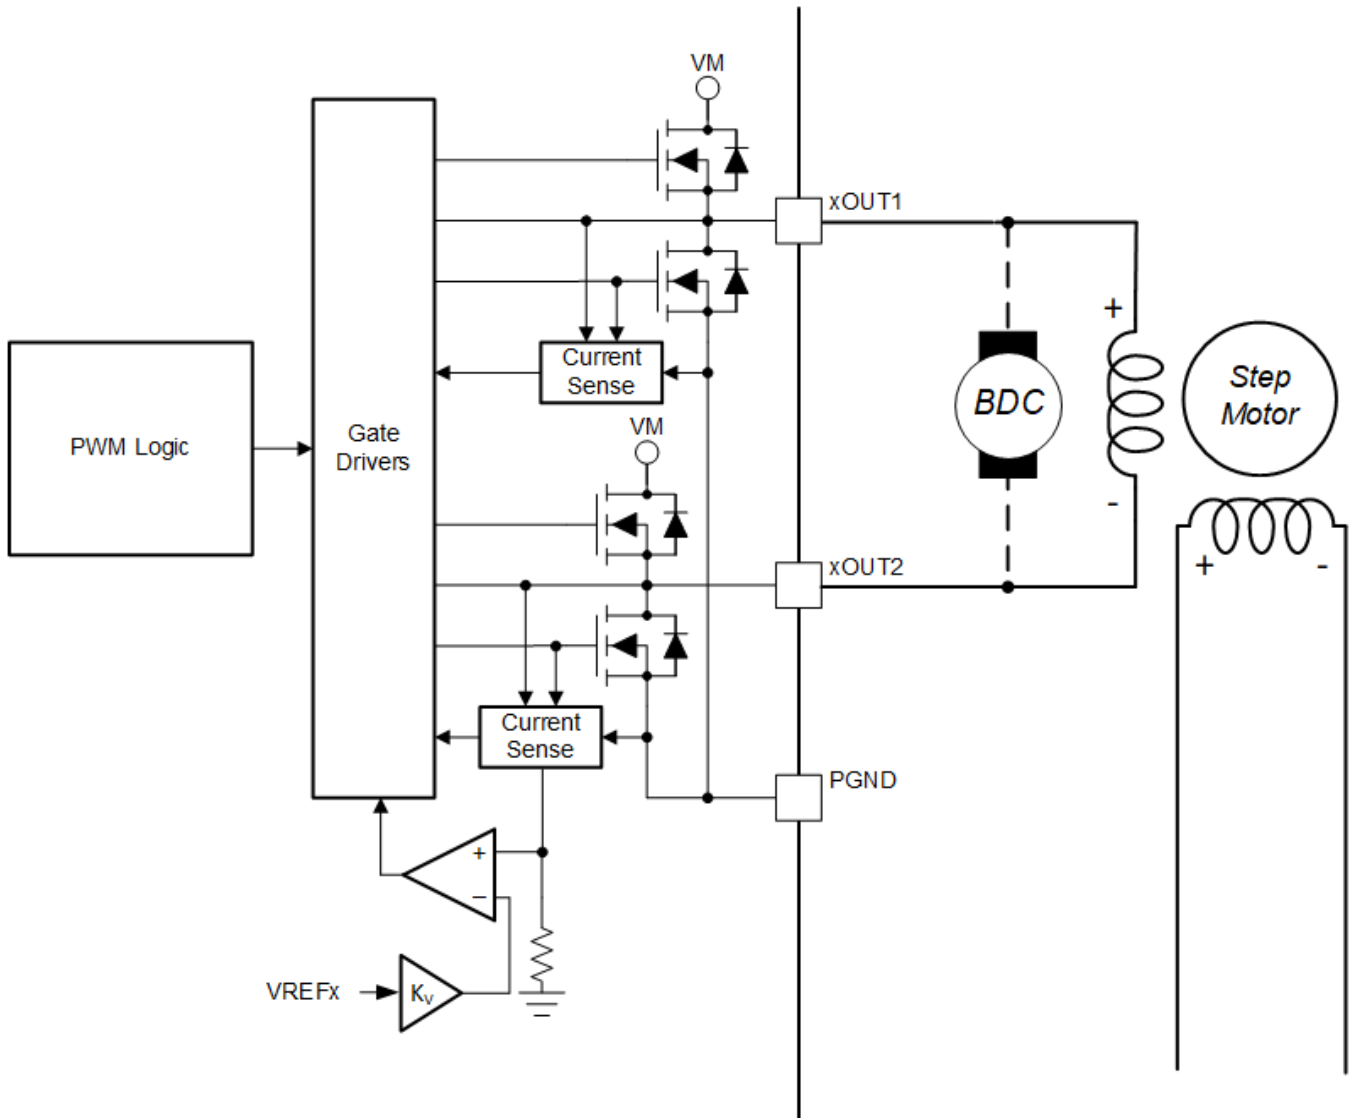 VM
xOUT1
+
Current
Sense
Step
Motor
BDC
VM
PWM Logic
Gate
Drivers
-
xOUT2
+
-
Current
Sense
PGND
+
–
VREFx
Kv